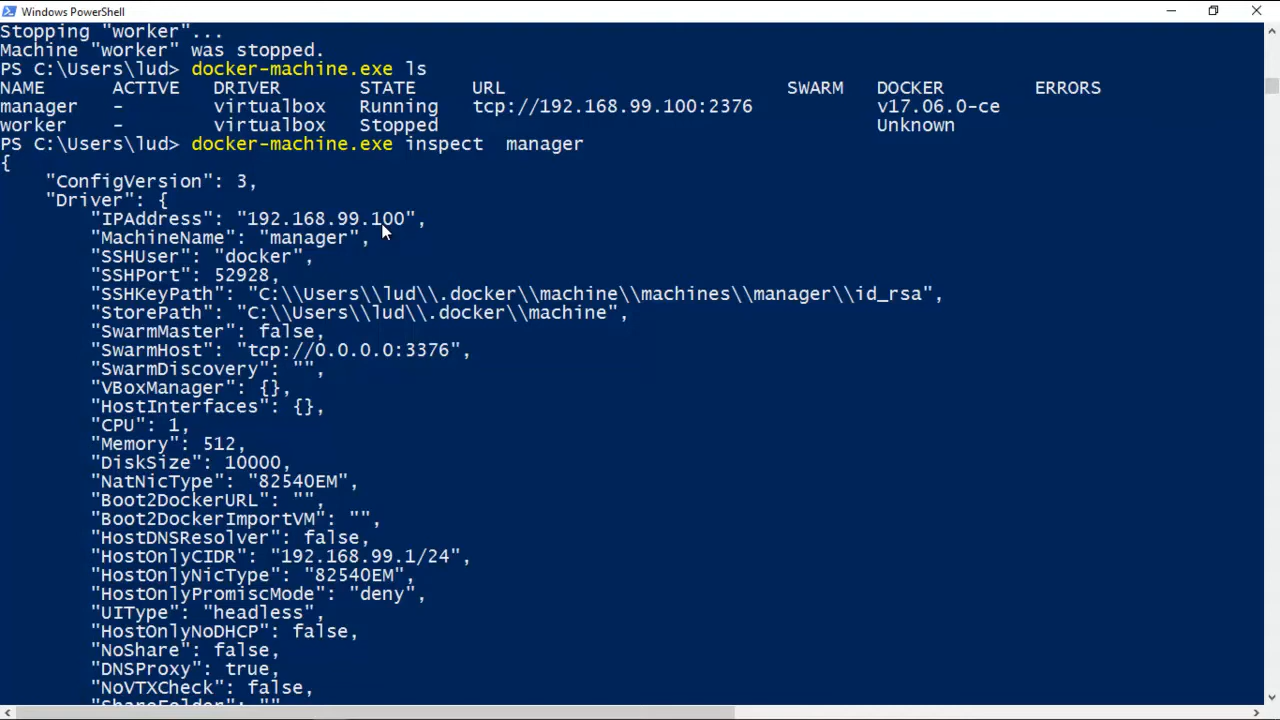 Windows PowerShell
Stopping "worker"...
Machine "worker" was stopped.
PS C:\Users\lud> docker-machine.exe ls
NAME ACTIVE DRIVER STATE URL SWARM DOCKER ERRORS
manager - virtualbox Running tcp://192.168.99.100:2376 v17.06.0-ce
worker - virtualbox Stopped Unknown
PS C:\Users\lud> docker-machine.exe inspect  manager
{
    "ConfigVersion": 3,
    "Driver": {
        "IPAddress": "192.168.99.100",
        "MachineName": "manager",
        "SSHUser": "docker",
        "SSHPort": 52928,
        "SSHKeyPath": "C:\\Users\\lud\\.docker\\machine\\machines\\manager\\id_rsa",
        "StorePath": "C:\\Users\\lud\\.docker\\machine",
        "SwarmMaster": false,
        "SwarmHost": "tcp://0.0.0.0:3376",
        "SwarmDiscovery": "",
        "VBoxManager": {},
        "HostInterfaces": {},
        "CPU": 1,
        "Memory": 512,
        "DiskSize": 10000,
        "NatNicType": "82540EM",
        "Boot2DockerURL": "",
        "Boot2DockerImportVM": "",
        "HostDNSResolver": false,
        "HostOnlyCIDR": "192.168.99.1/24",
        "HostOnlyNicType": "82540EM",
        "HostOnlyPromiscMode": "deny",
        "UIType": "headless",
        "HostOnlyNoDHCP": false,
        "NoShare": false,
        "DNSProxy": true,
        "NoVTXCheck": false,
        "ShareFolder": ""